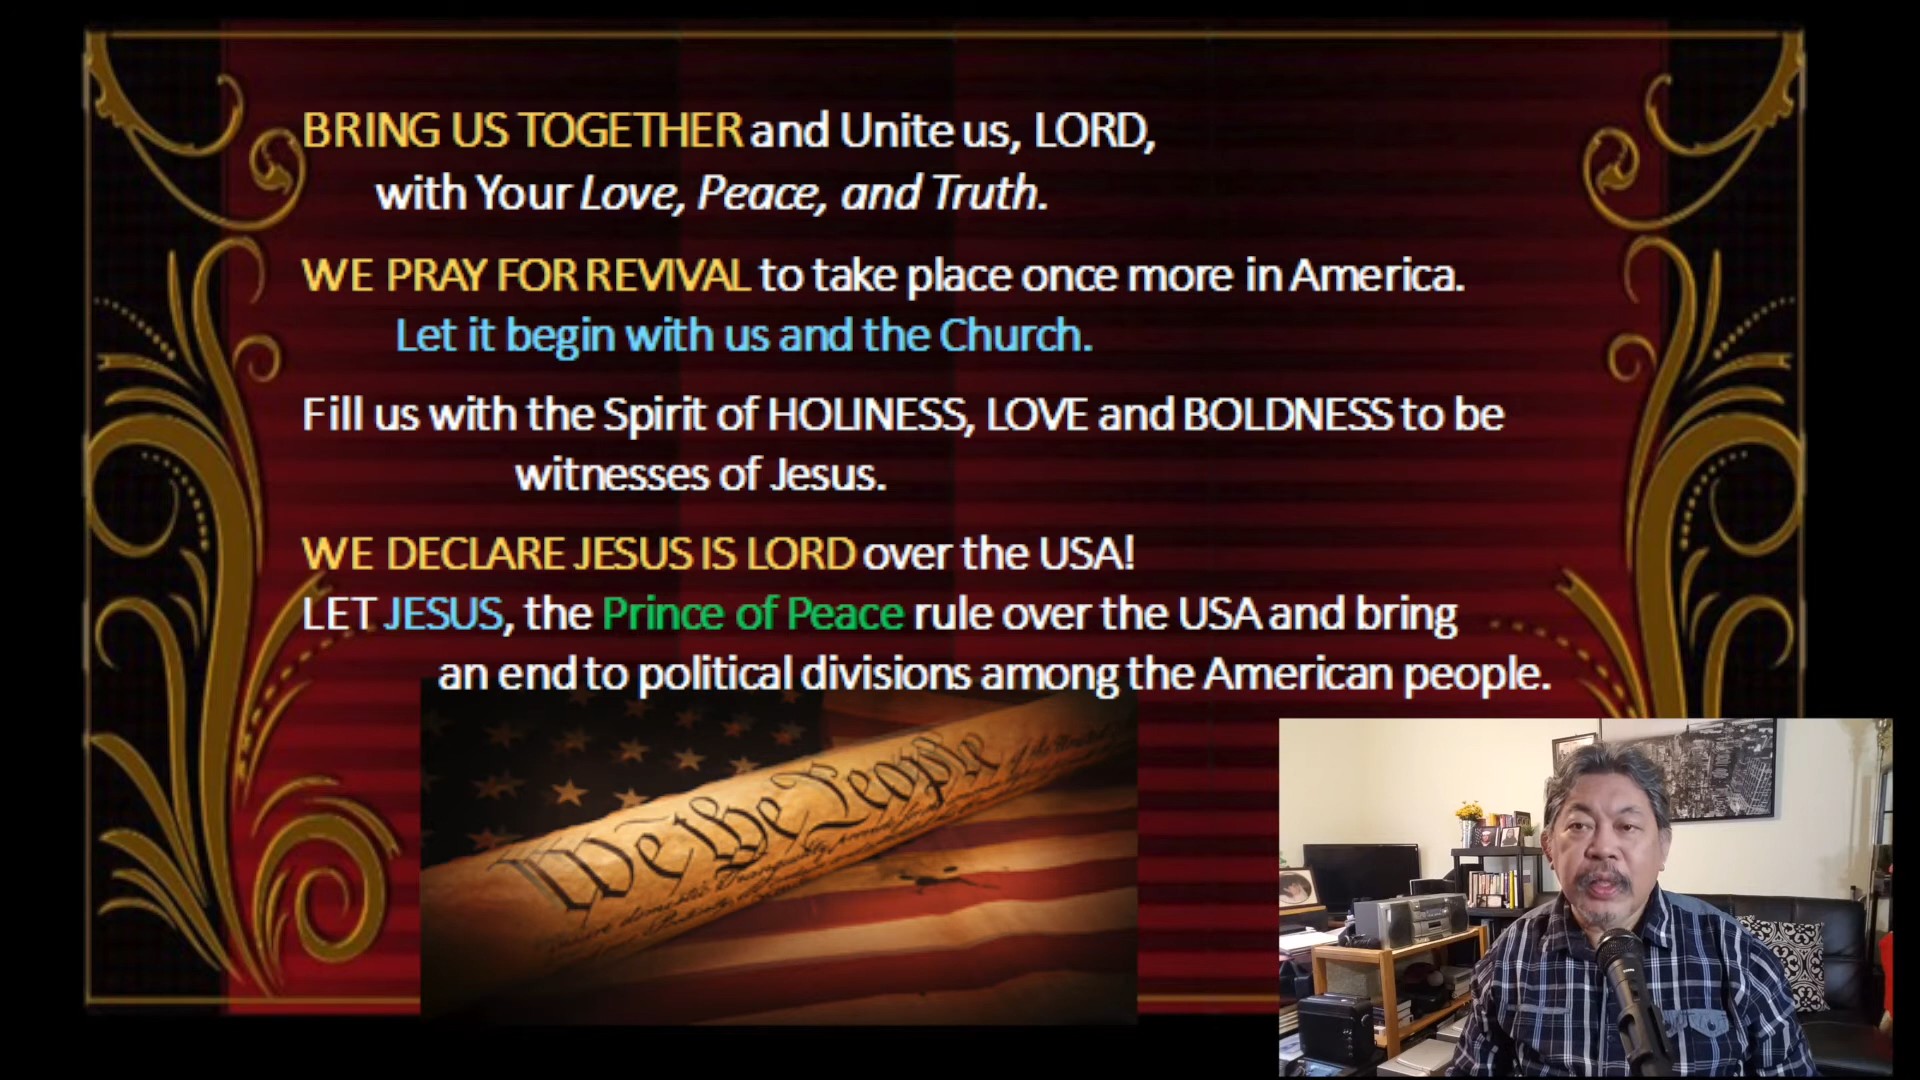 BRING US TOGETHER and Unite us, LORD,
with Your Love, Peace, and Truth.
WE PRAY FOR REVIVAL to take place once more in America.
Let it begin with us and the Church.
Fill us with the Spirit of HOLINESS, LOVE and BOLDNESS to be
witnesses of Jesus.
WE DECLARE JESUS IS LORD over the USA!
LET JESUS, the Prince of Peace rule over the USA and bring
an end to political divisions among the American people.
We the People of the United